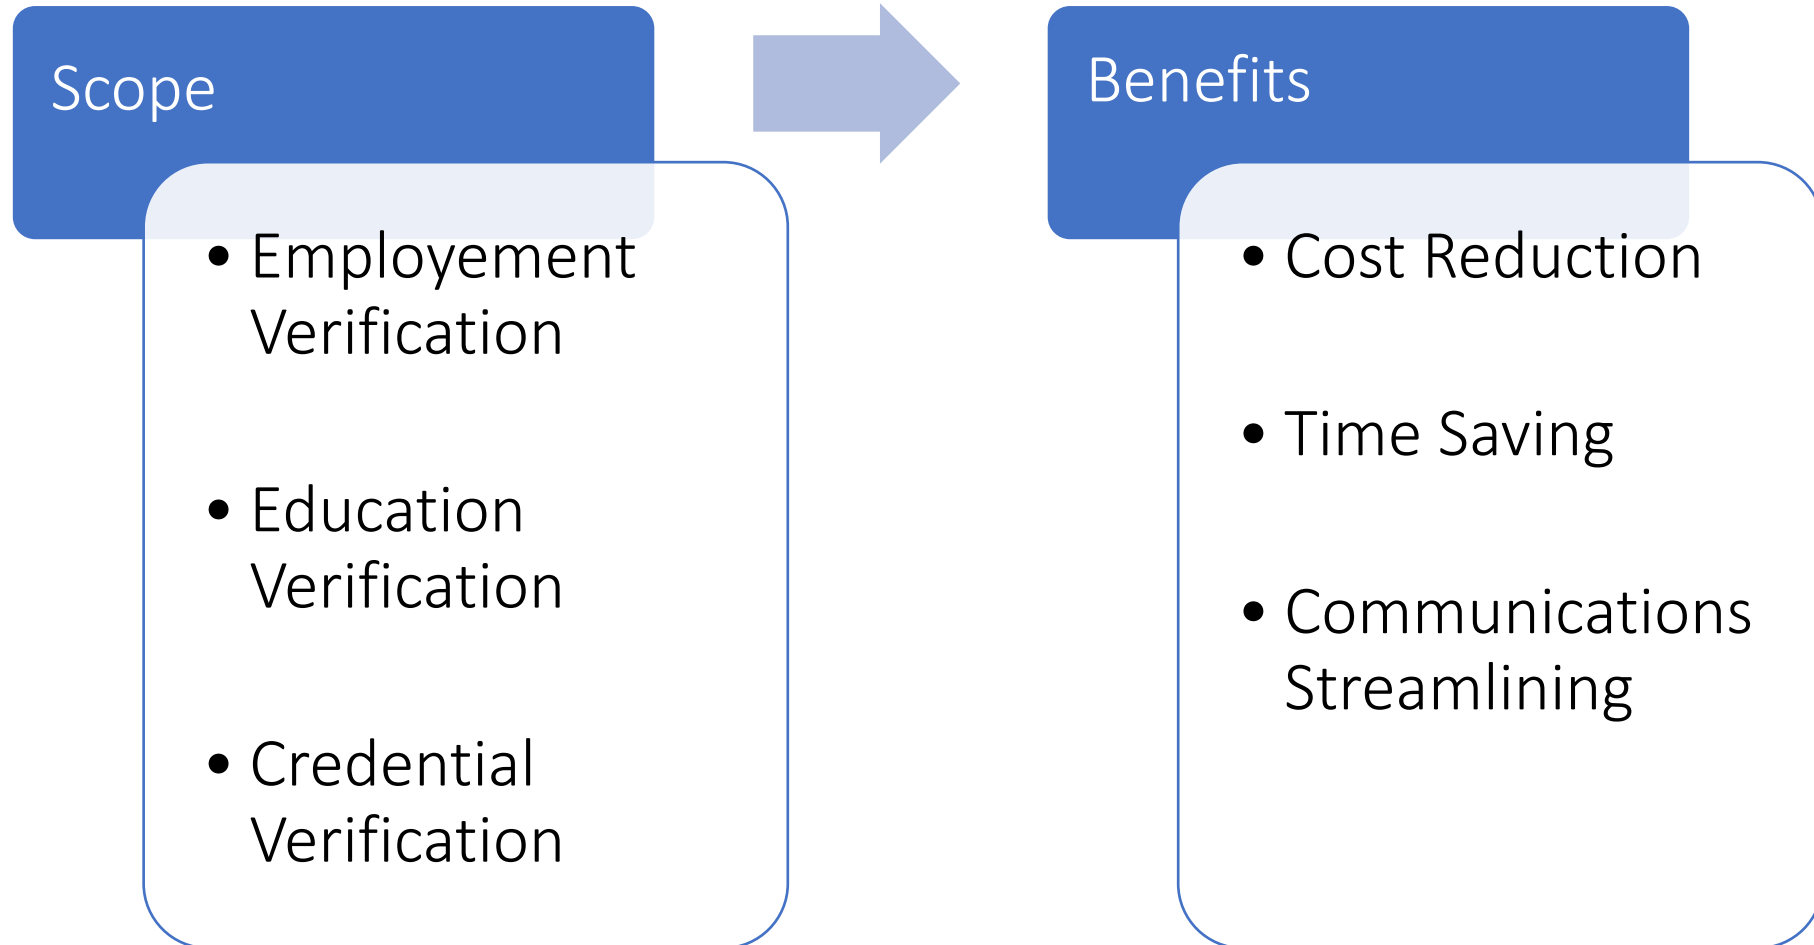 Scope
• Employement
Verification
• Education
Verification
• Credential
Verification
Benefits
• Cost Reduction
• Time Saving
• Communications
Streamlining